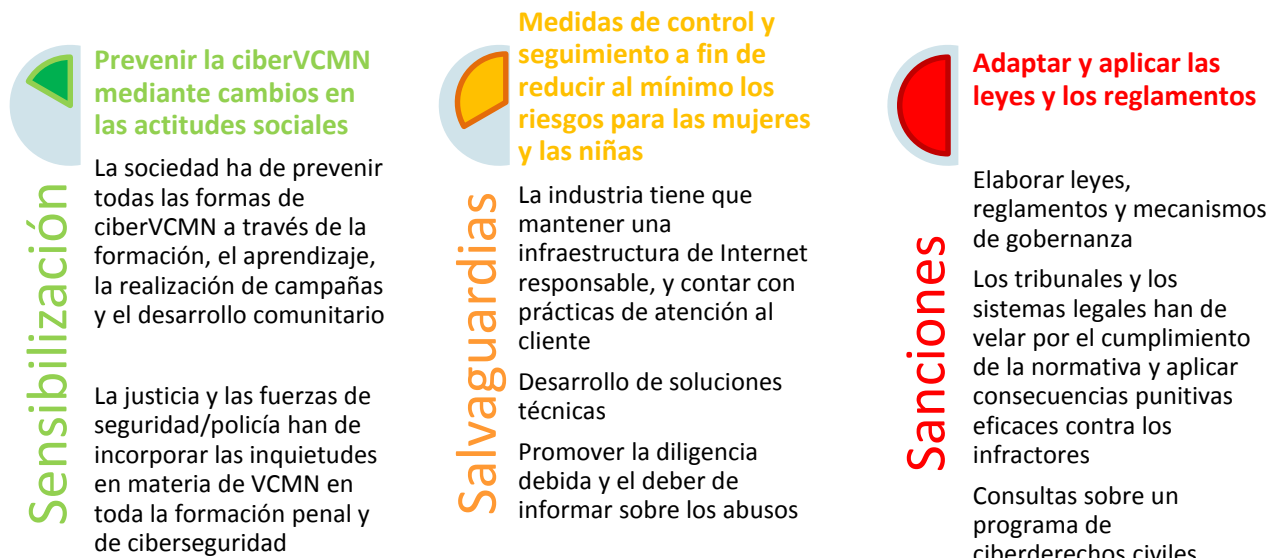 Sensibilización
Prevenir la ciberVCMN
mediante cambios en
las actitudes sociales
La sociedad ha de prevenir
todas las formas de
ciberVCMN a través de la
formación, el aprendizaje,
la realización de campañas
y el desarrollo comunitario
La justicia y las fuerzas de
seguridad/policía han de
incorporar las inquietudes
en materia de VCMN en
toda la formación penal y
de ciberseguridad
Salvaguardias
Medidas de control y
seguimiento a fin de
reducir al mínimo los
riesgos para las mujeres
y las niñas
La industria tiene que
mantener una
infraestructura de Internet
responsable, y contar con
prácticas de atención al
cliente
Desarrollo de soluciones
técnicas
Promover la diligencia
debida y el deber de
informar sobre los abusos
Sanciones
Adaptar y aplicar las
leyes y los reglamentos
Elaborar leyes,
reglamentos y mecanismos
de gobernanza
Los tribunales y los
sistemas legales han de
velar por el cumplimiento
de la normativa y aplicar
consecuencias punitivas
eficaces contra los
infractores
Consultas sobre un
programa de
ciberderechos civiles